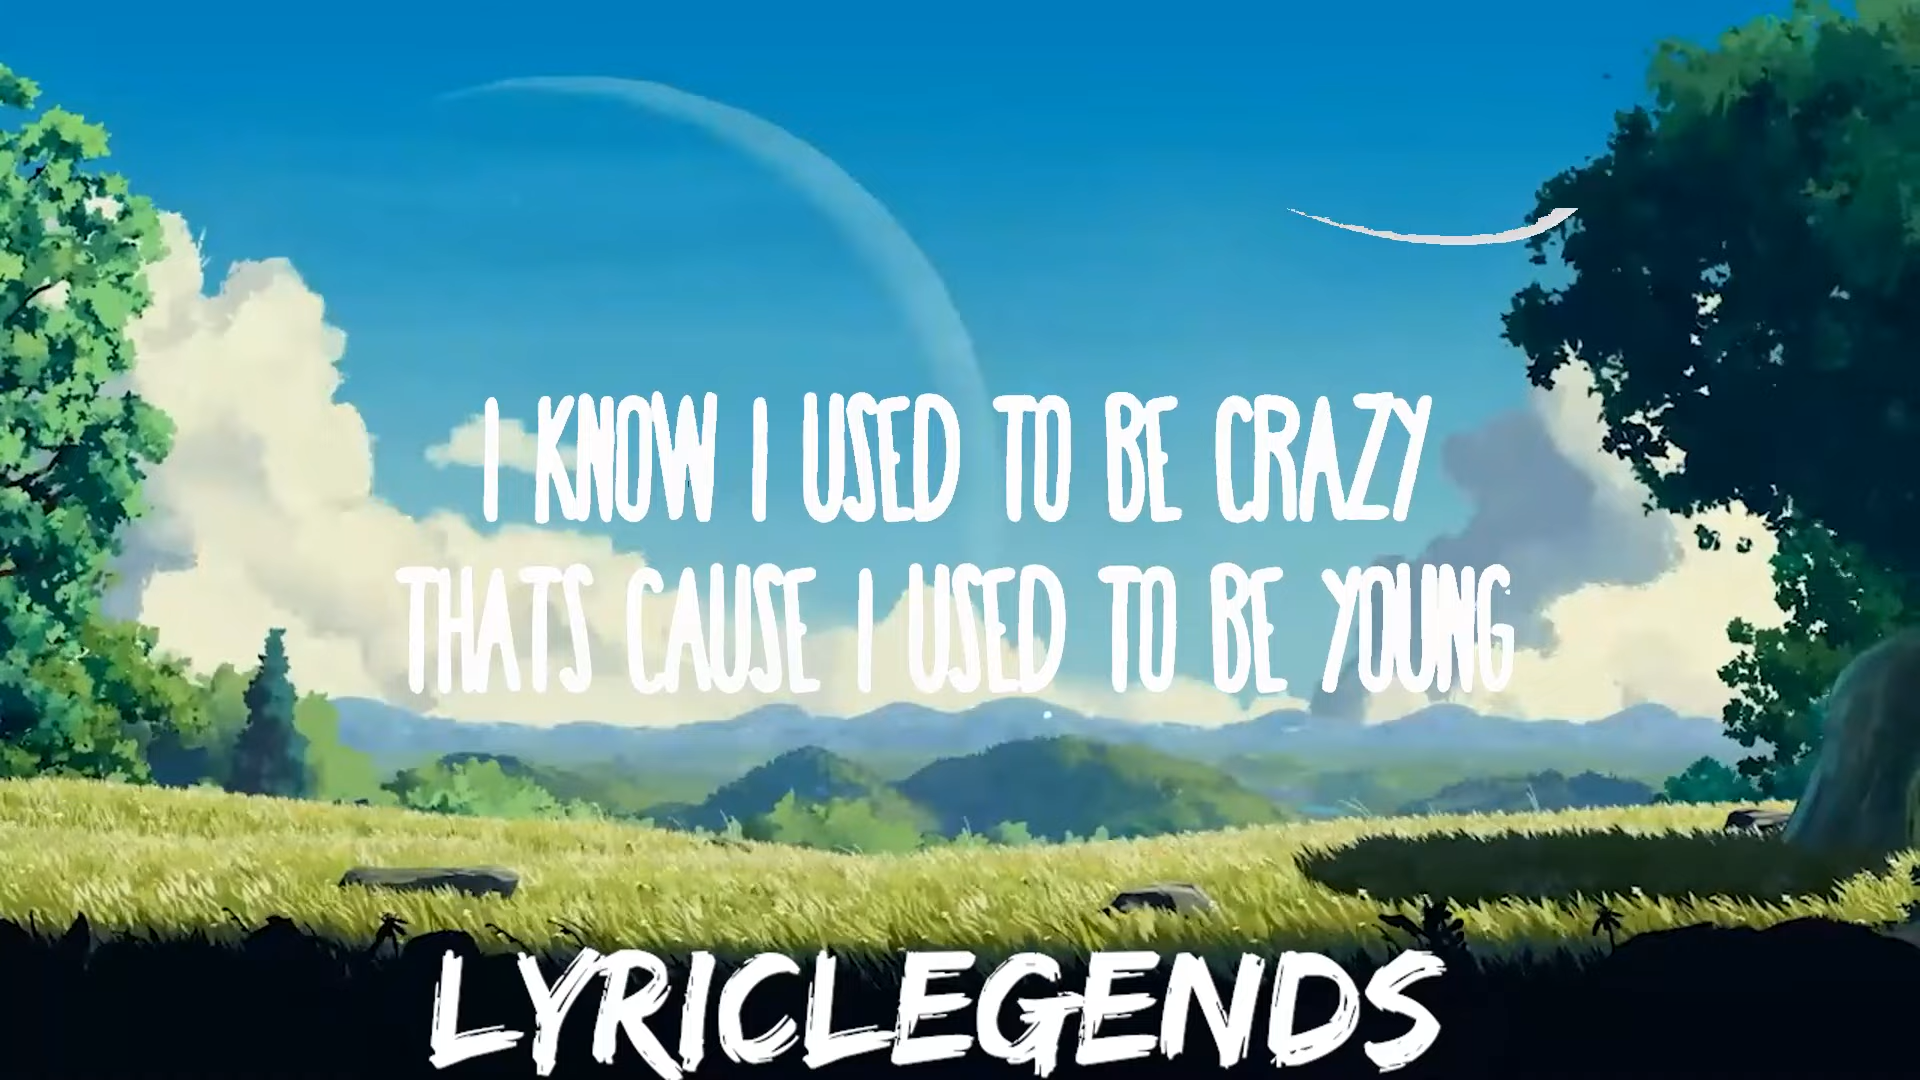 I KNOW I USED TO BE CRAZY
THATS CAUSE I USED TO BE YOUNG
LYRICLEGENDS